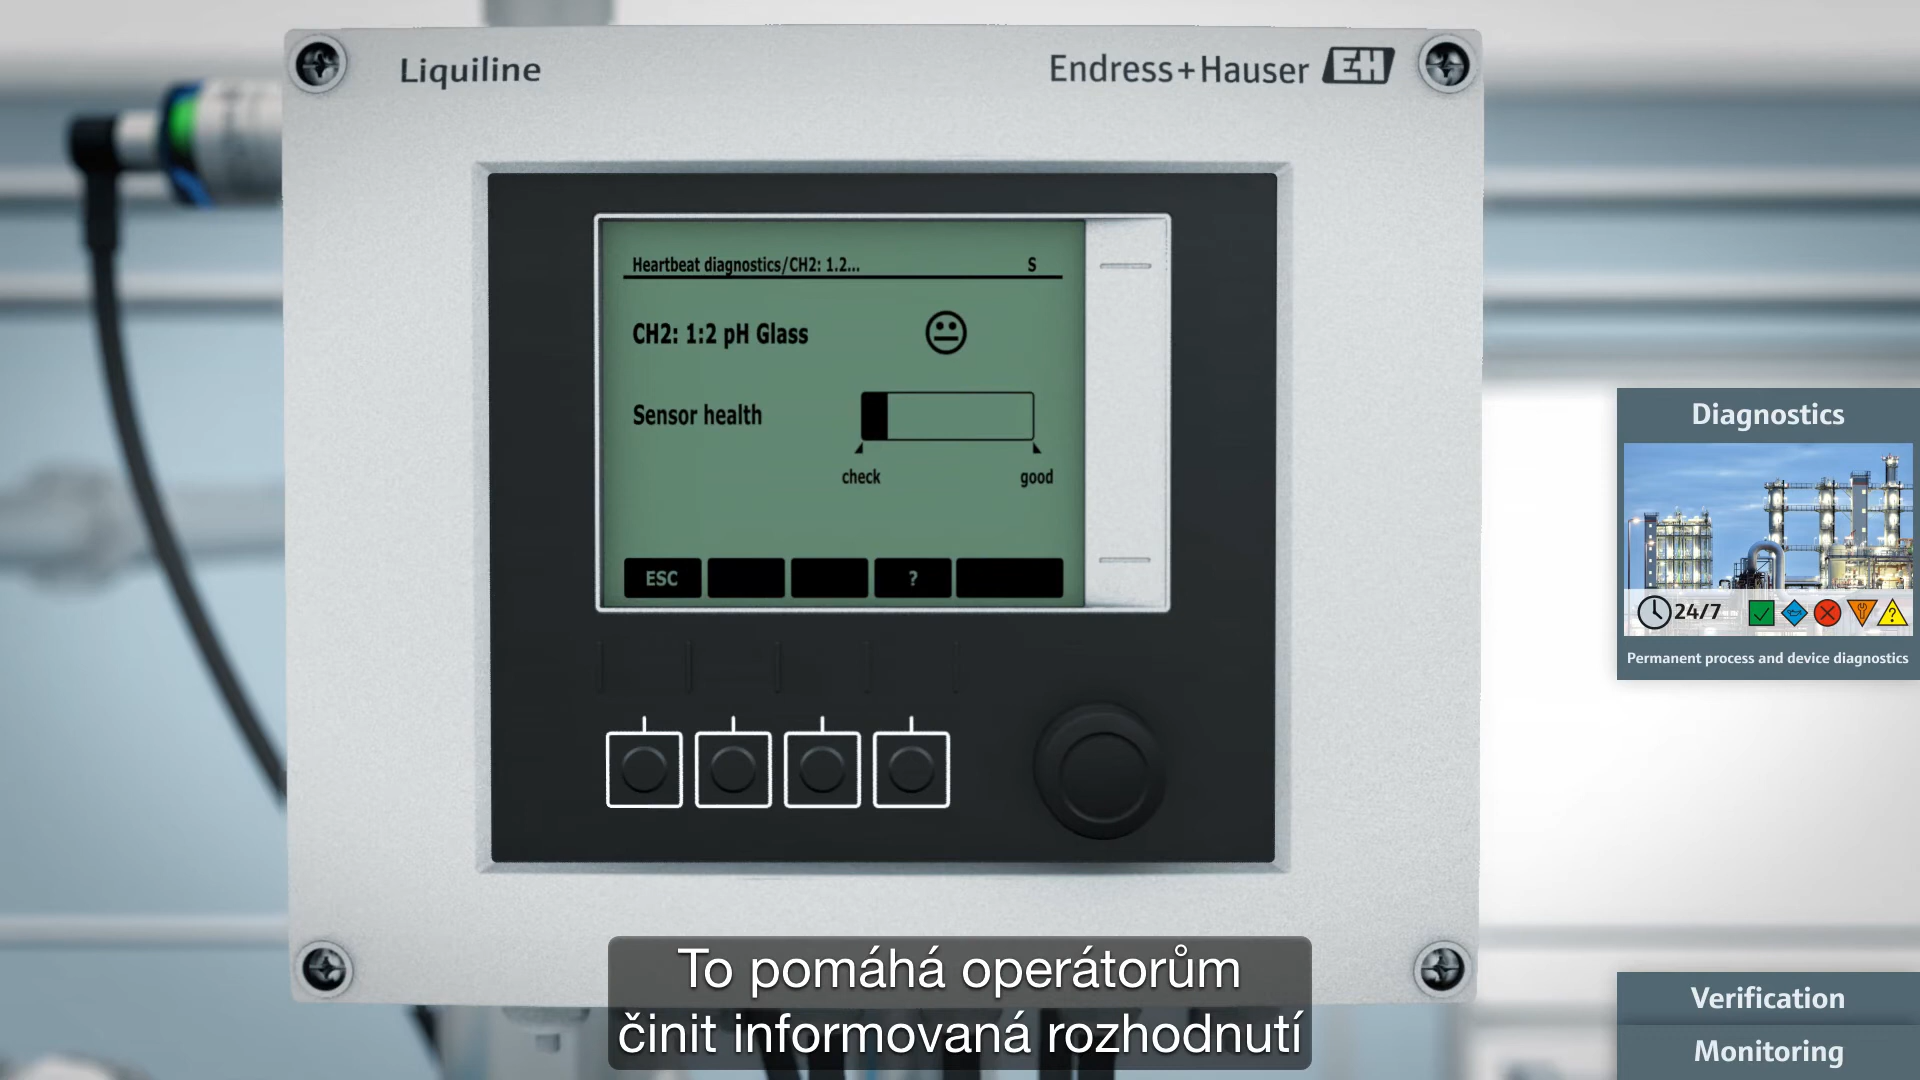 Liquiline
Endress+Hauser EH
Heartbeat diagnostics/CH2: 1.2... S
CH2: 1:2 pH Glass
Sensor health
check good
ESC ?
Diagnostics
24/7
Permanent process and device diagnostics
Verification
Monitoring
To pomáhá operátorům
činit informovaná rozhodnutí